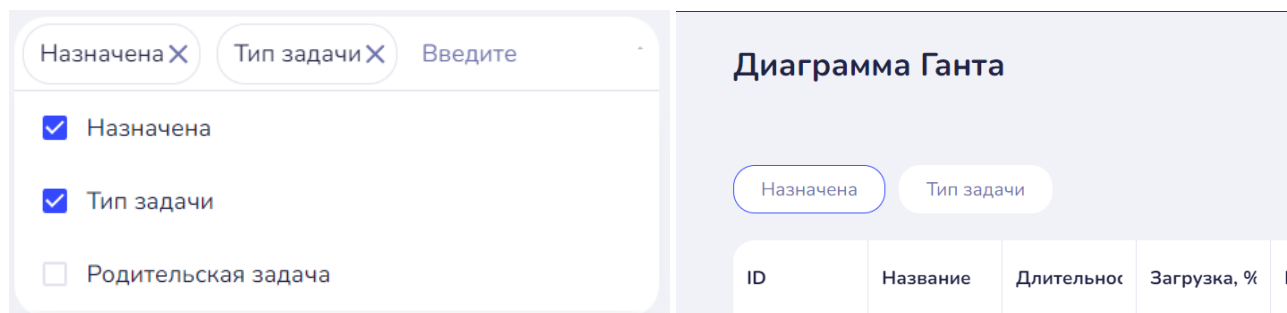 Назначена Тип задачи Введите
Назначена
Тип задачи
Родительская задача
Диаграмма Ганта
Назначена Тип задачи
ID Название Длительнос Загрузка, %